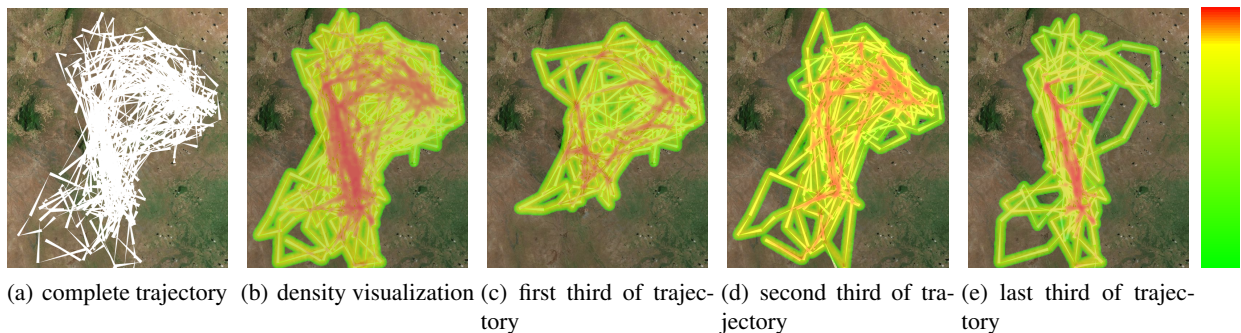 (a) complete trajectory (b) density visualization (c) first third of trajec- (d) second third of tra- (e) last third of trajec-
tory jectory tory